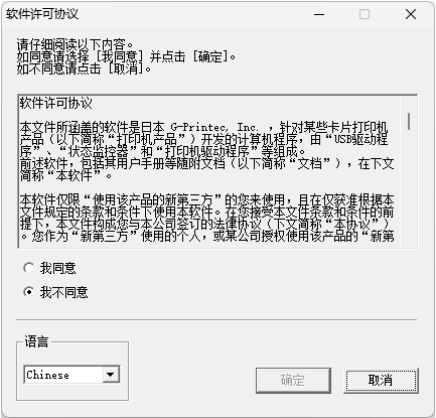 软件许可协议
请仔细阅读以下内容。
如同意请选择 [我同意] 并点击 [确定]。
如不同意请点击 [取消]。
软件许可协议
本文件所涵盖的软件是日本 G-Printec, Inc. ，针对某些卡片打印机
产品（以下简称“打印机产品”）开发的计算机程序，由“USB驱动程
序”、“状态监控器”和“打印机驱动程序”等组成。
前述软件，包括其用户手册等随附文档（以下简称“文档”），在下文
简称“本软件”。
本软件仅限“使用该产品的新第三方”的您来使用，且在仅获准根据本
文件规定的条款和条件下使用本软件。在您接受本文件条款和条件的前
提下，本文件构成您与本公司签订的法律协议（下文简称“本协议”）
。您作为“新第三方”使用的个人，或某公司授权使用该产品的“新第
我同意
我不同意
语言
Chinese
确定
取消